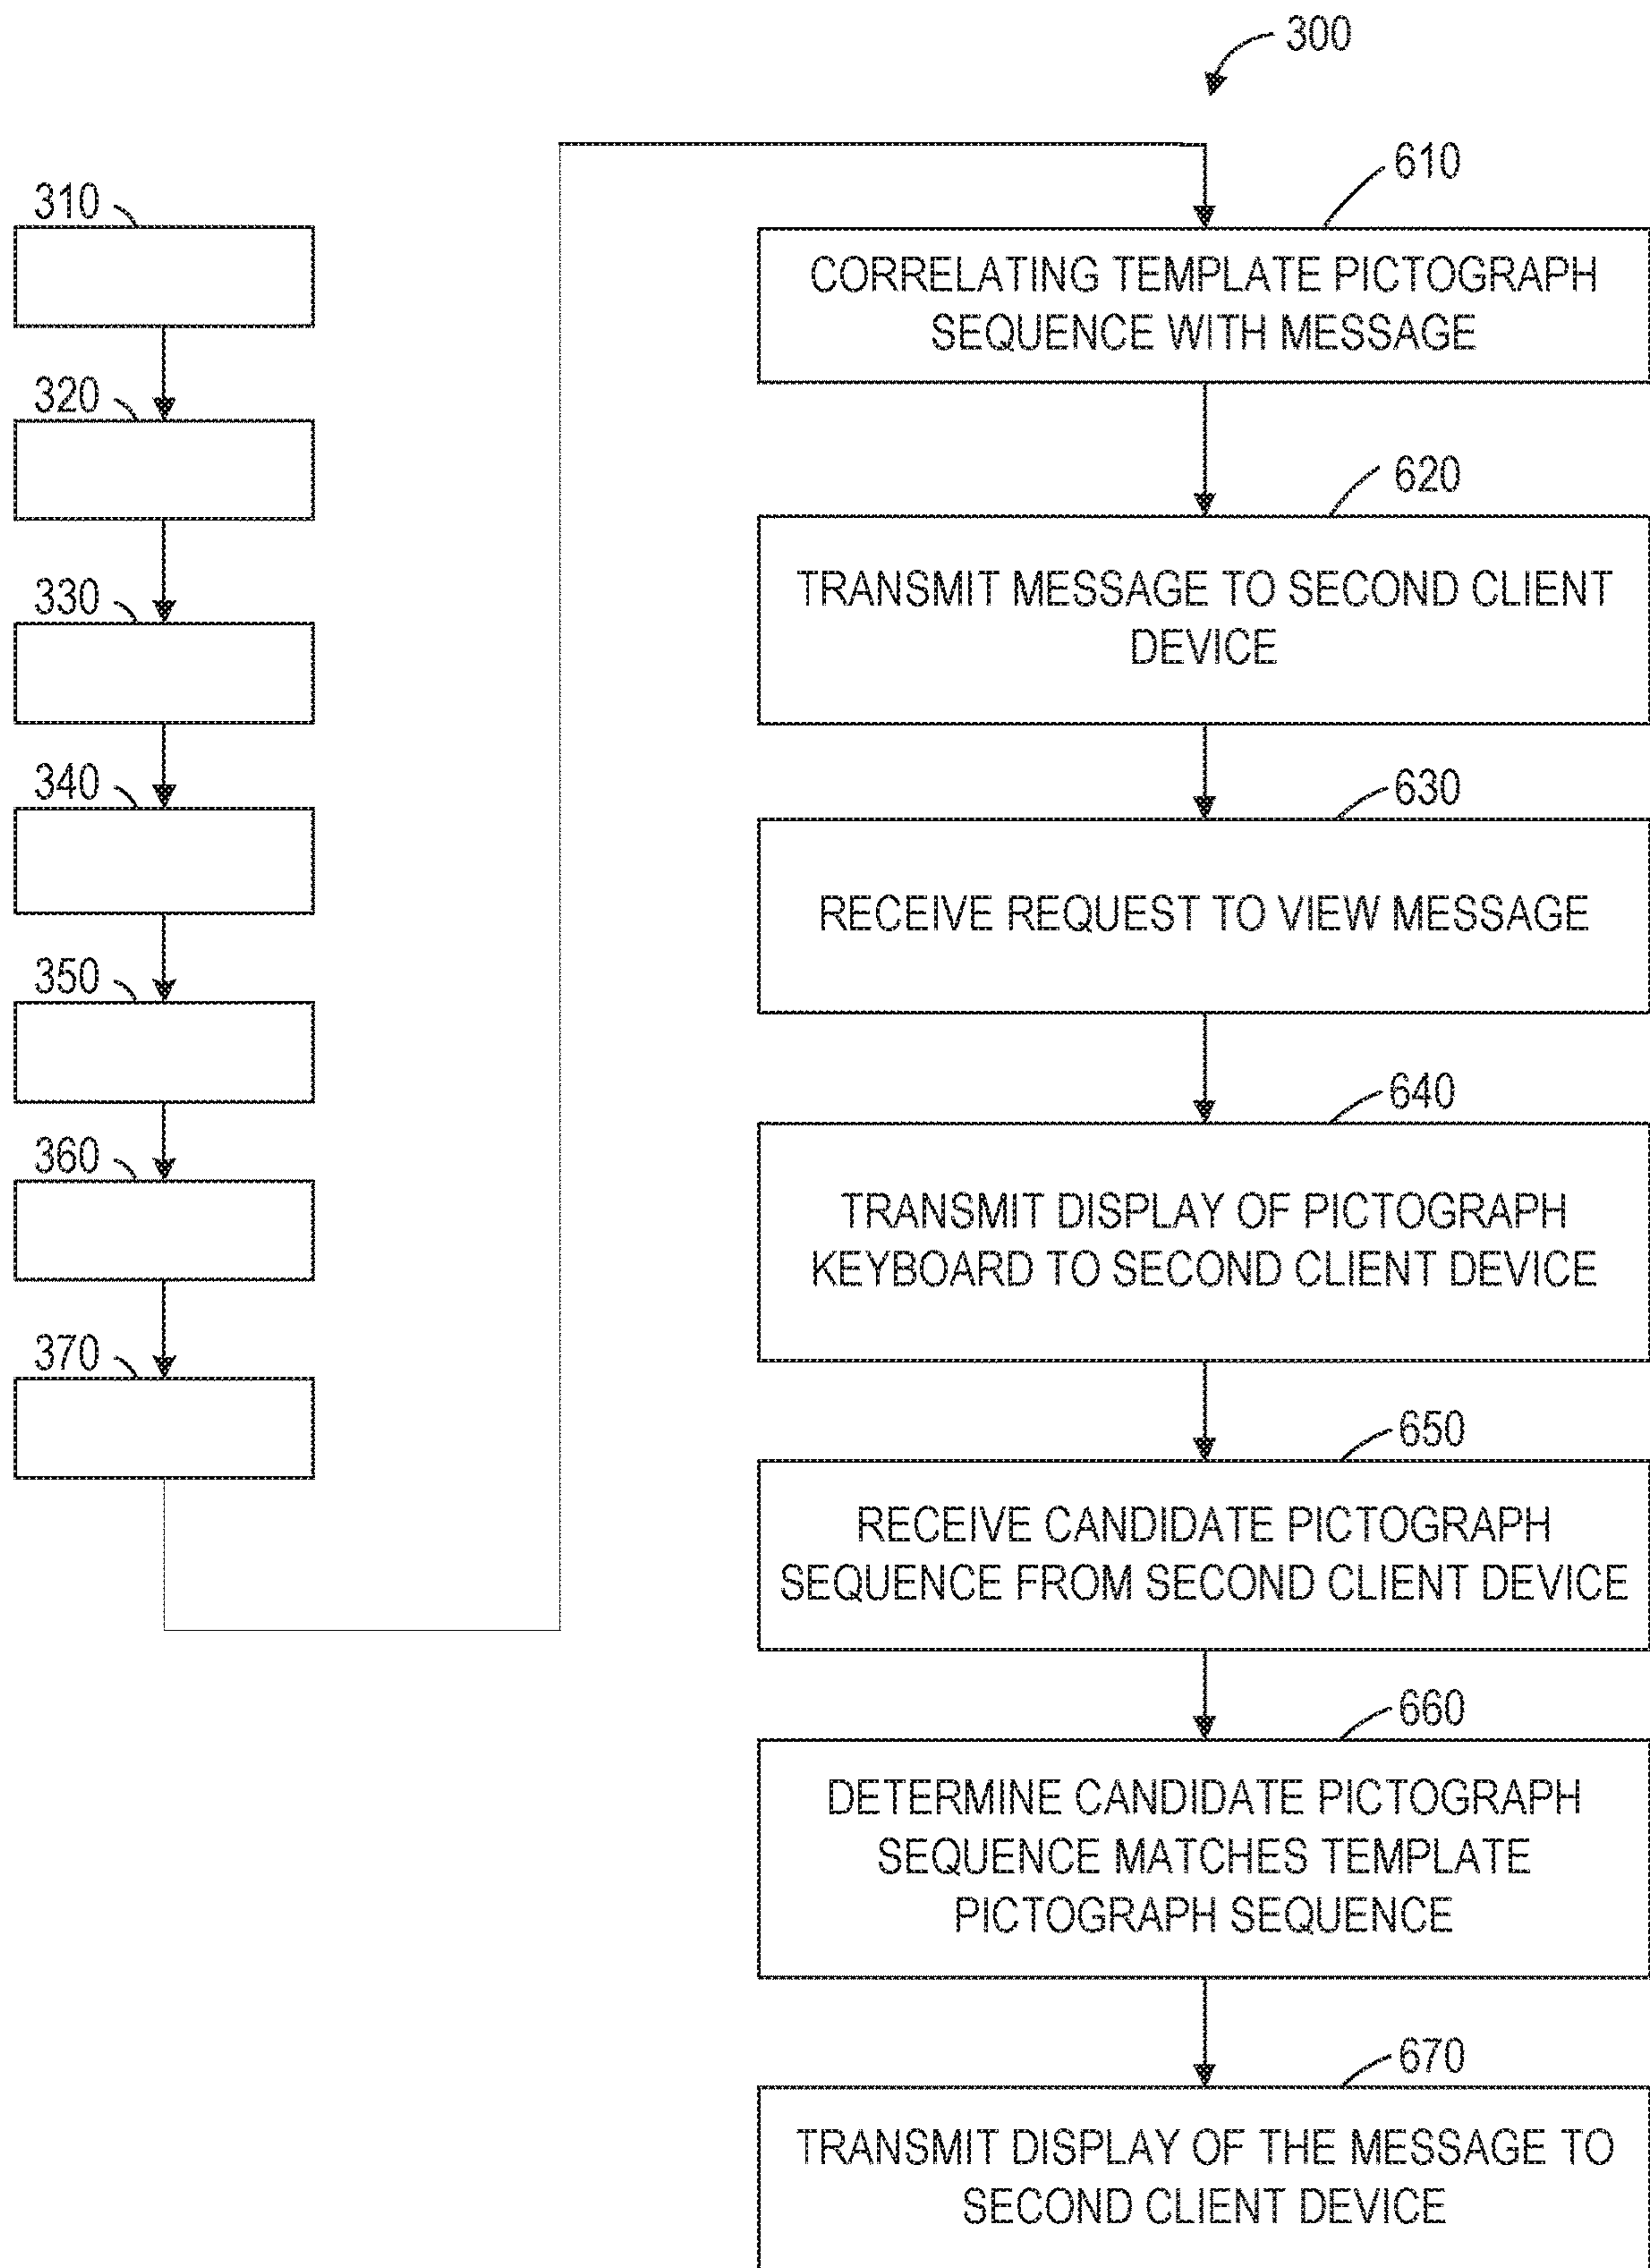 300
310
320
330
340
350
360
370
610
CORRELATING TEMPLATE PICTOGRAPH
SEQUENCE WITH MESSAGE
620
TRANSMIT MESSAGE TO SECOND CLIENT
DEVICE
630
RECEIVE REQUEST TO VIEW MESSAGE
640
TRANSMIT DISPLAY OF PICTOGRAPH
KEYBOARD TO SECOND CLIENT DEVICE
650
RECEIVE CANDIDATE PICTOGRAPH
SEQUENCE FROM SECOND CLIENT DEVICE
660
DETERMINE CANDIDATE PICTOGRAPH
SEQUENCE MATCHES TEMPLATE
PICTOGRAPH SEQUENCE
670
TRANSMIT DISPLAY OF THE MESSAGE TO
SECOND CLIENT DEVICE